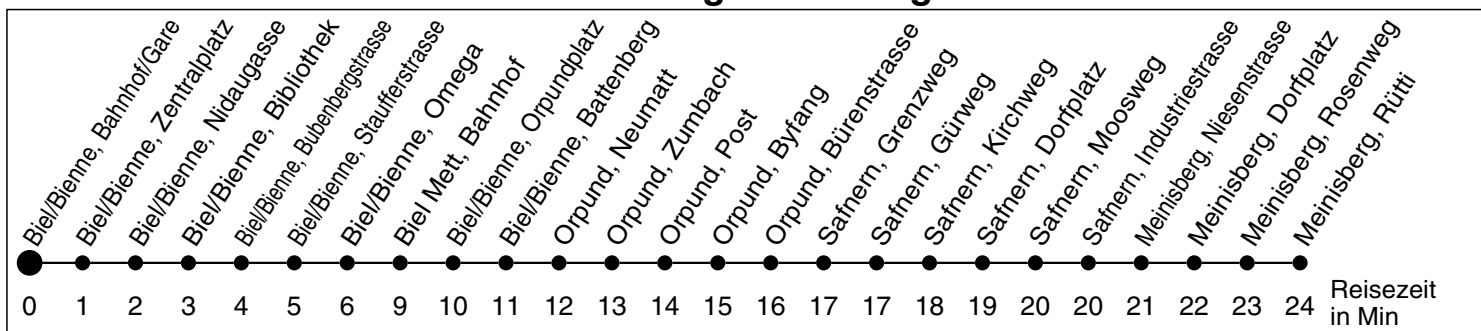 Biel/Bienne, Bahnhof/Gare
Biel/Bienne, Zentralplatz
Biel/Bienne, Nidaugasse
Biel/Bienne, Bibliothek
Biel/Bienne, Bubenbergstrasse
Biel/Bienne, Staufferstrasse
Biel/Bienne, Omega
Biel Mett, Bahnhof
Biel/Bienne, Orpundplatz
Biel/Bienne, Battenberg
Orpund, Neumatt
Orpund, Zumbach
Orpund, Post
Orpund, Byfang
Orpund, Bürenstrasse
Safnern, Grenzweg
Safnern, Gürweg
Safnern, Kirchweg
Safnern, Dorfplatz
Safnern, Moosweg
Safnern, Industriestrasse
Meinisberg, Niesenstrasse
Meinisberg, Dorfplatz
Meinisberg, Rosenweg
Meinisberg, Rütti
0 1 2 3 4 5 6 9 10 11 12 13 14 15 16 17 17 18 19 20 20 21 22 23 24
Reisezeit
in Min